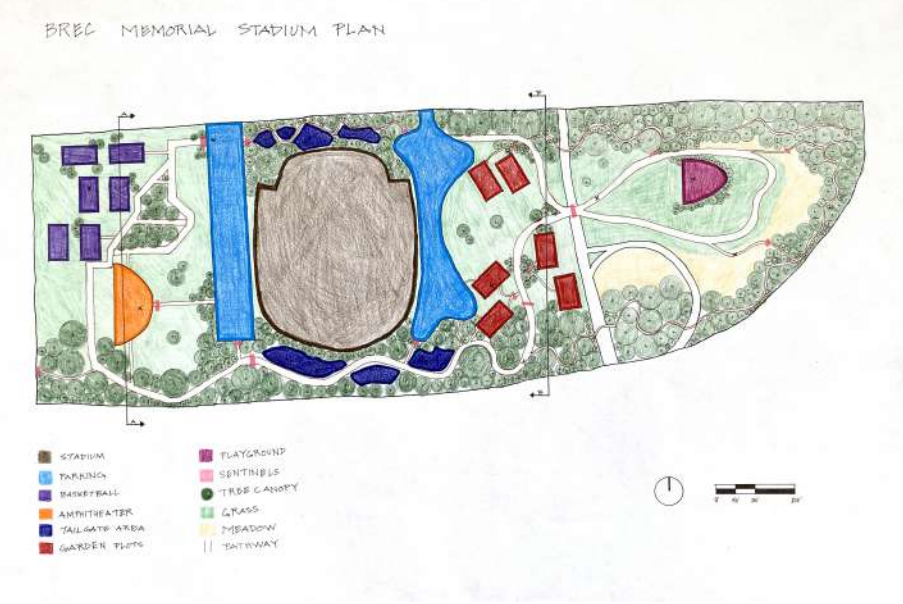 BREC MEMORIAL STADIUM PLAN
STADIUM
PARKING
BASKETBALL
AMPHITHEATER
TAILGATE AREA
GARDEN PLOTS
PLAYGROUND
SENTINELS
TREE CANOPY
GRASS
MEADOW
PATHWAY